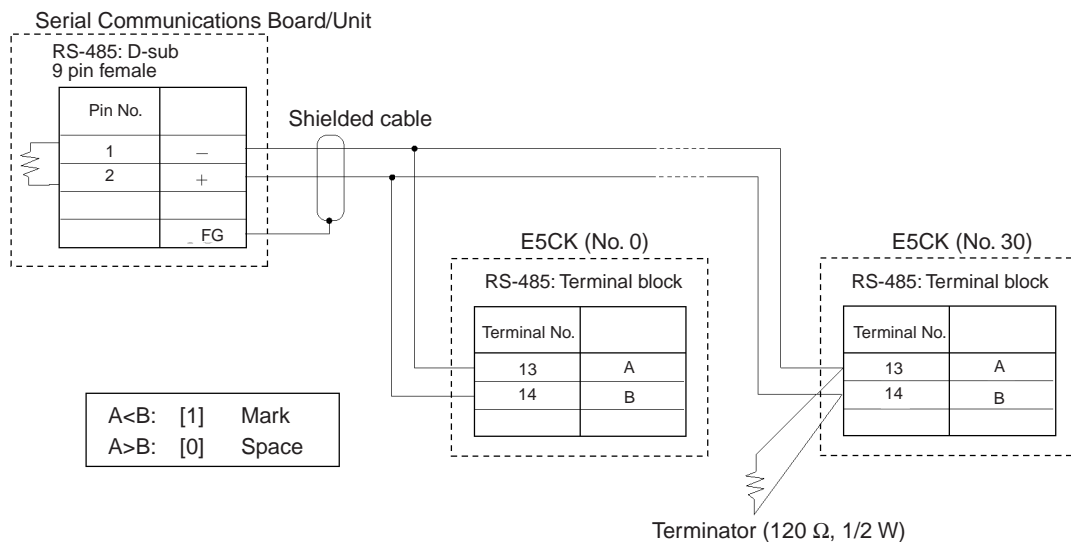 Serial Communications Board/Unit
RS-485: D-sub
9 pin female
Pin No.
1 −
2 +
FG
Shielded cable
E5CK (No. 0)
RS-485: Terminal block
Terminal No.
13 A
14 B
E5CK (No. 30)
RS-485: Terminal block
Terminal No.
13 A
14 B
A<B: [1] Mark
A>B: [0] Space
Terminator (120 Ω, 1/2 W)